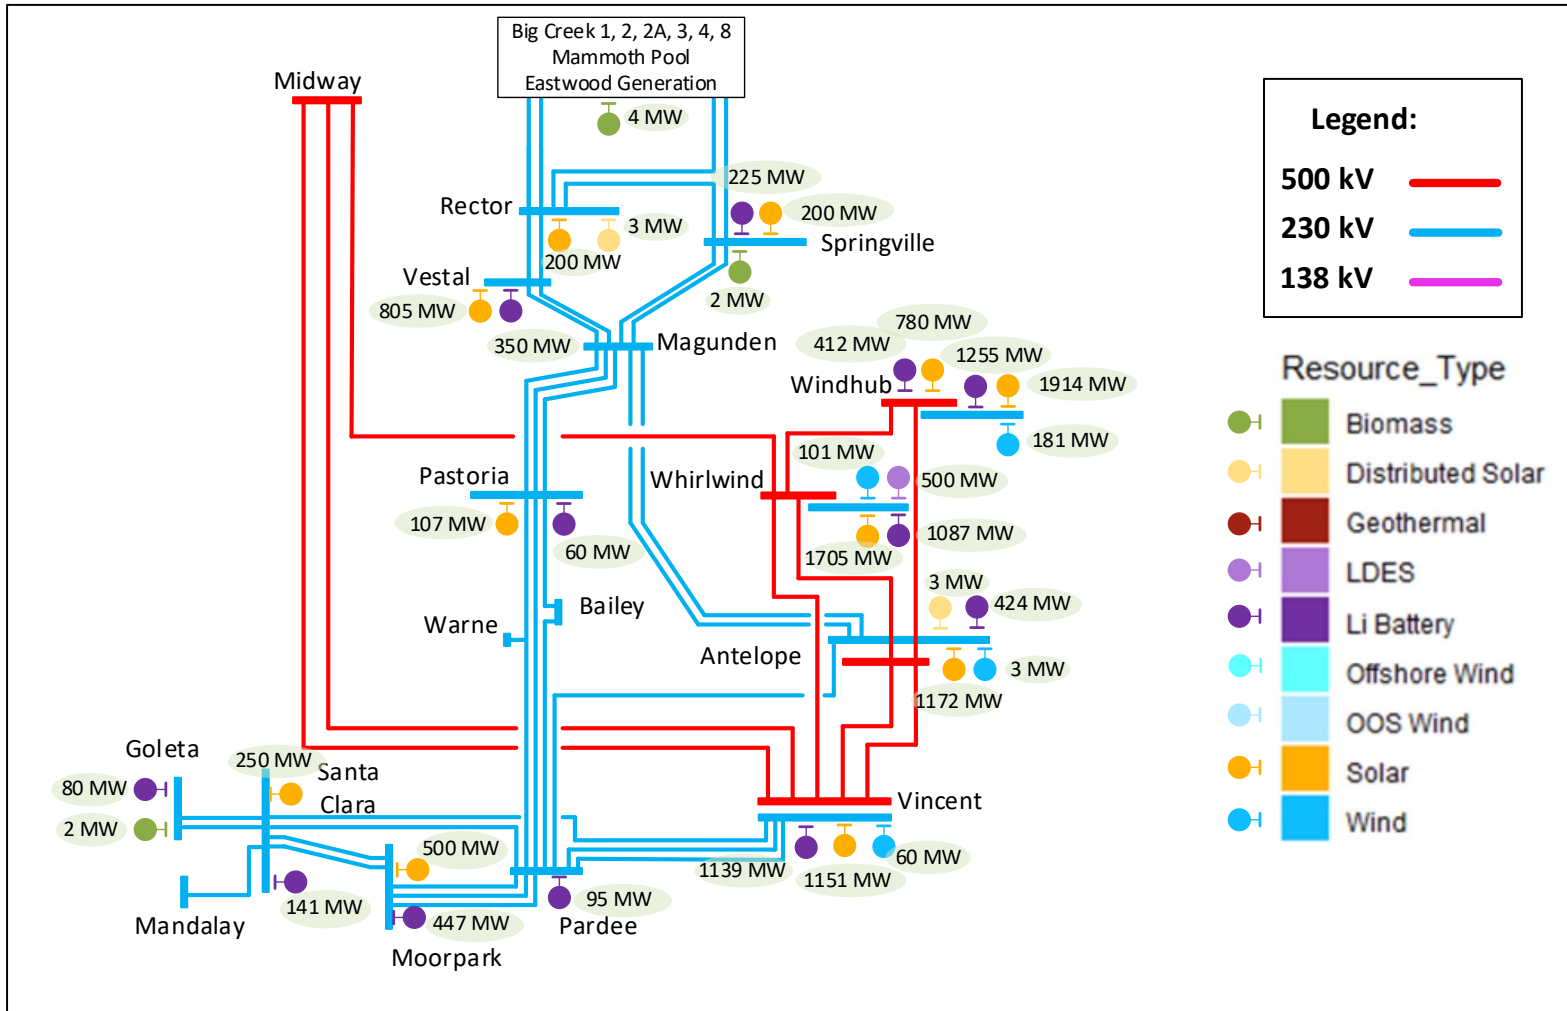 Big Creek 1, 2, 2A, 3, 4, 8
Mammoth Pool
Eastwood Generation
Midway
4 MW
Legend:
500 kV
230 kV
138 kV
225 MW
200 MW
Rector
3 MW
200 MW
Springville
Vestal
805 MW
2 MW
350 MW
Magunden
780 MW
412 MW
1255 MW
Windhub
1914 MW
181 MW
101 MW
Pastoria
Whirlwind
500 MW
107 MW
60 MW
1087 MW
1705 MW
3 MW
424 MW
Bailey
Warne
Antelope
3 MW
1172 MW
Goleta
250 MW
Santa
Clara
80 MW
2 MW
Vincent
500 MW
1139 MW
1151 MW
60 MW
141 MW
95 MW
447 MW
Mandalay
Pardee
Moorpark
Resource_Type
Biomass
Distributed Solar
Geothermal
LDES
Li Battery
Offshore Wind
OOS Wind
Solar
Wind